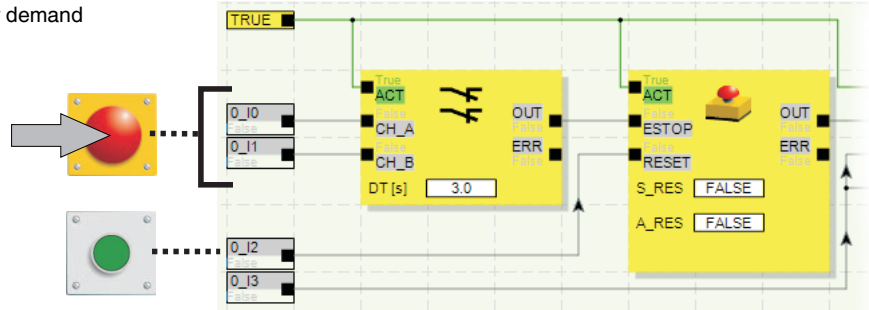 demand
TRUE
0_I0
False
0_I1
False
0_I2
False
0_I3
False
True
ACT
False
CH_A
False
CH_B
OUT
False
ERR
False
DT [s] 3.0
True
ACT
False
ESTOP
False
RESET
OUT
False
ERR
False
S_RES FALSE
A_RES FALSE